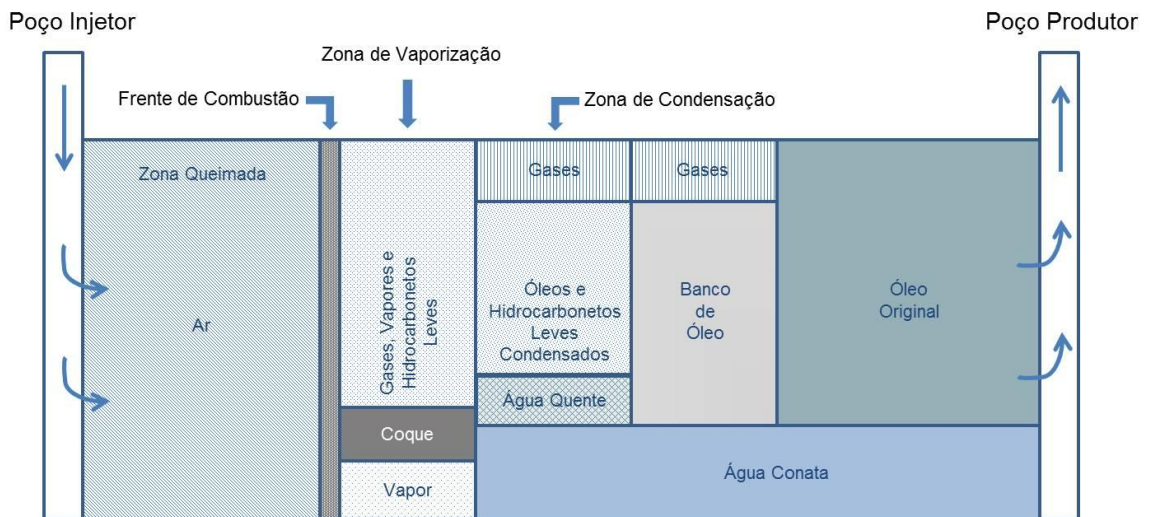 Poço Injetor
Poço Produtor
Zona de Vaporização
Frente de Combustão
Zona de Condensação
Zona Queimada
Ar
Gases, Vapores e
Hidrocarbonetos
Leves
Coque
Vapor
Gases
Óleos e
Hidrocarbonetos
Leves
Condensados
Água Quente
Gases
Banco
de
Óleo
Óleo
Original
Água Conata